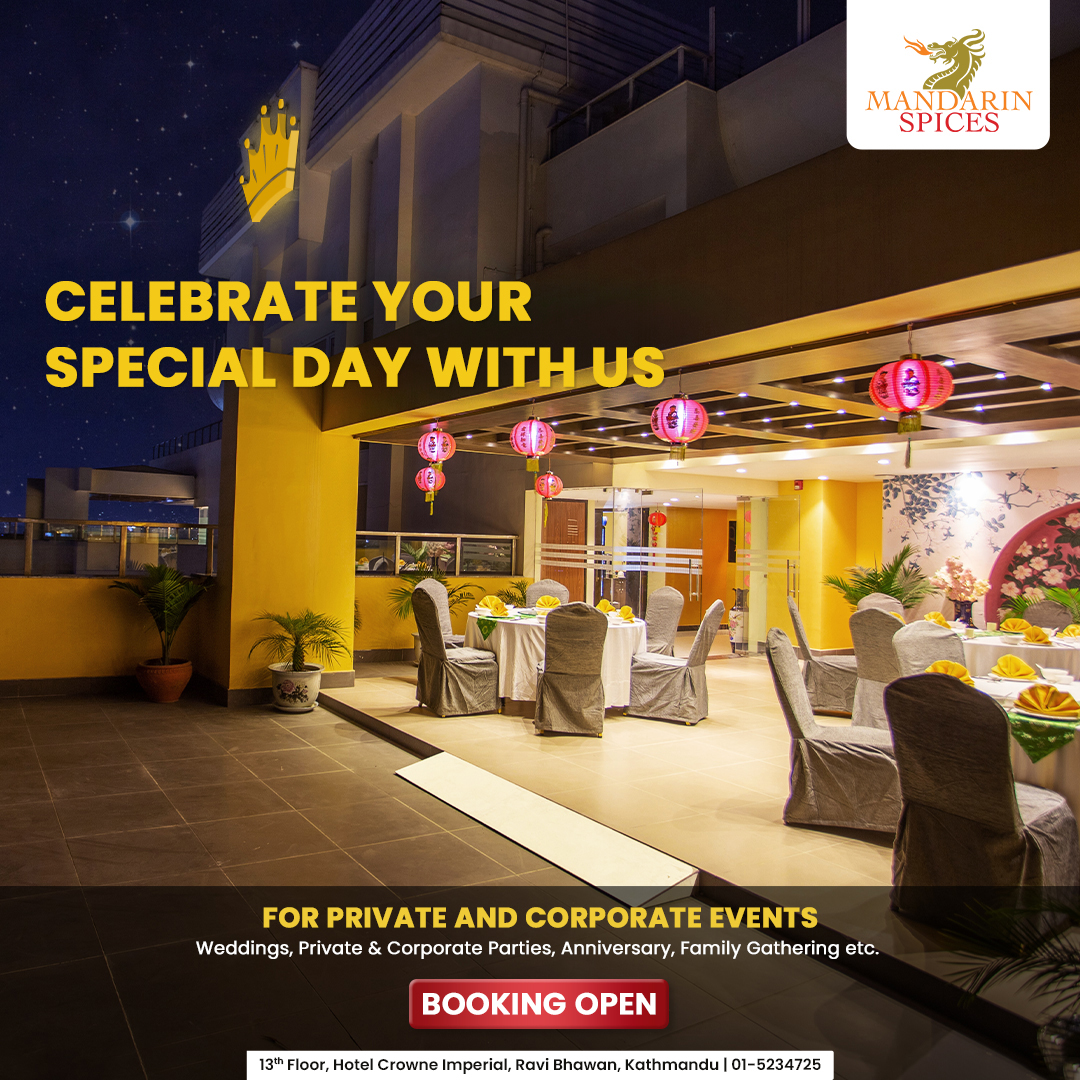 MANDARIN
SPICES
CELEBRATE YOUR
SPECIAL DAY WITH US
FOR PRIVATE AND CORPORATE EVENTS
Weddings, Private & Corporate Parties, Anniversary, Family Gathering etc.
BOOKING OPEN
13th Floor, Hotel Crowne Imperial, Ravi Bhawan, Kathmandu | 01-5234725